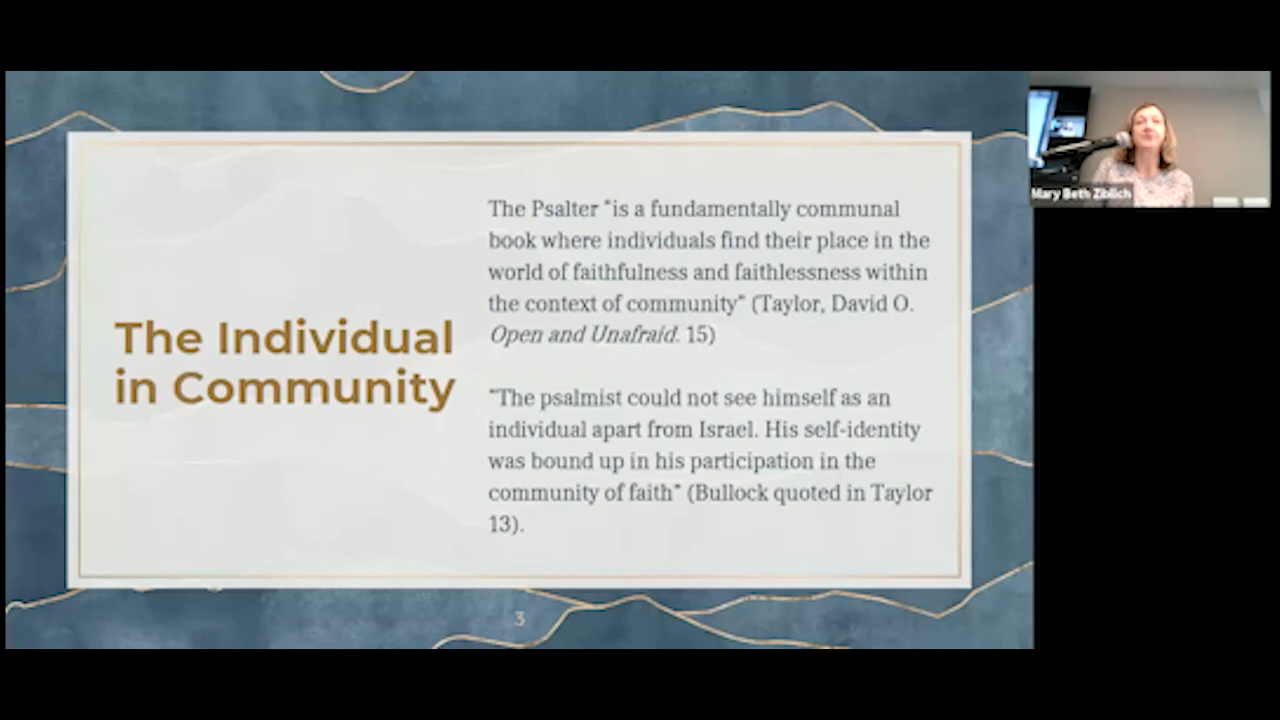 The Individual
in Community
The Psalter "is a fundamentally communal
book where individuals find their place in the
world of faithfulness and faithlessness within
the context of community" (Taylor, David O.
Open and Unafraid. 15)
"The psalmist could not see himself as an
individual apart from Israel. His self-identity
was bound up in his participation in the
community of faith" (Bullock quoted in Taylor
13).
3
Mary Beth Ziblich